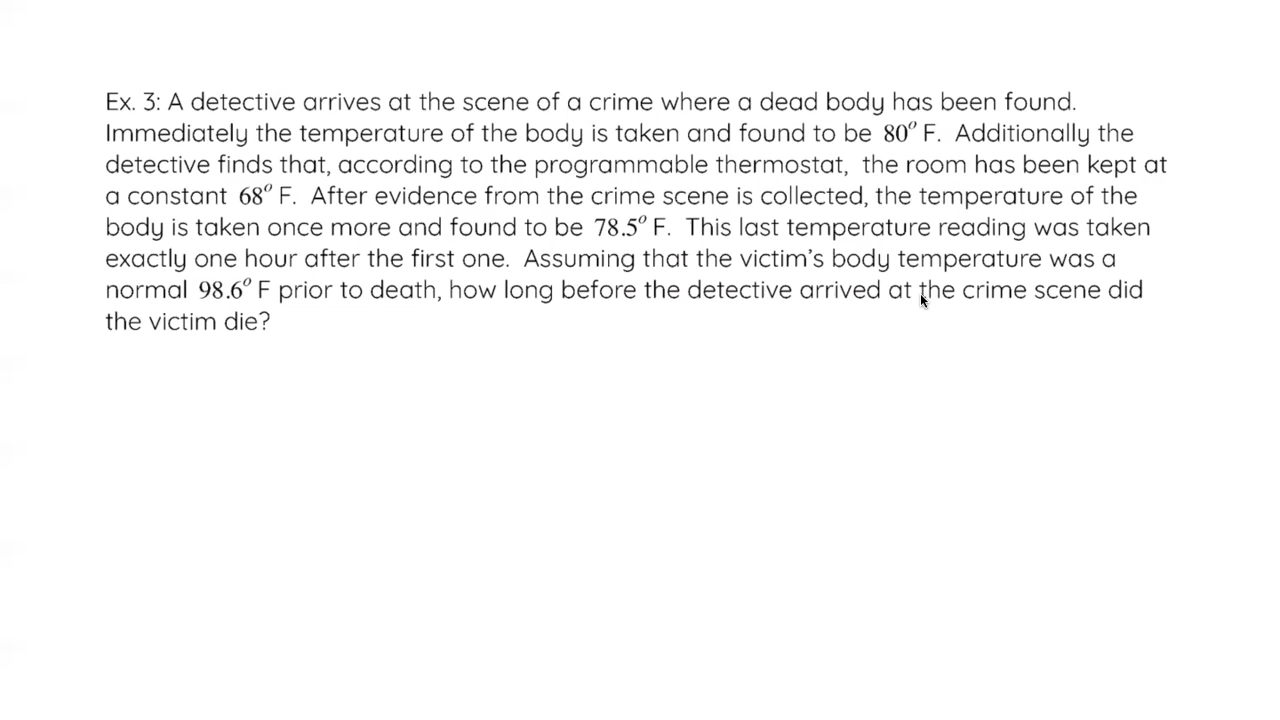 Ex. 3: A detective arrives at the scene of a crime where a dead body has been found.
Immediately the temperature of the body is taken and found to be 80° F. Additionally the
detective finds that, according to the programmable thermostat, the room has been kept at
a constant 68° F. After evidence from the crime scene is collected, the temperature of the
body is taken once more and found to be 78.5° F. This last temperature reading was taken
exactly one hour after the first one. Assuming that the victim's body temperature was a
normal 98.6° F prior to death, how long before the detective arrived at the crime scene did
the victim die?